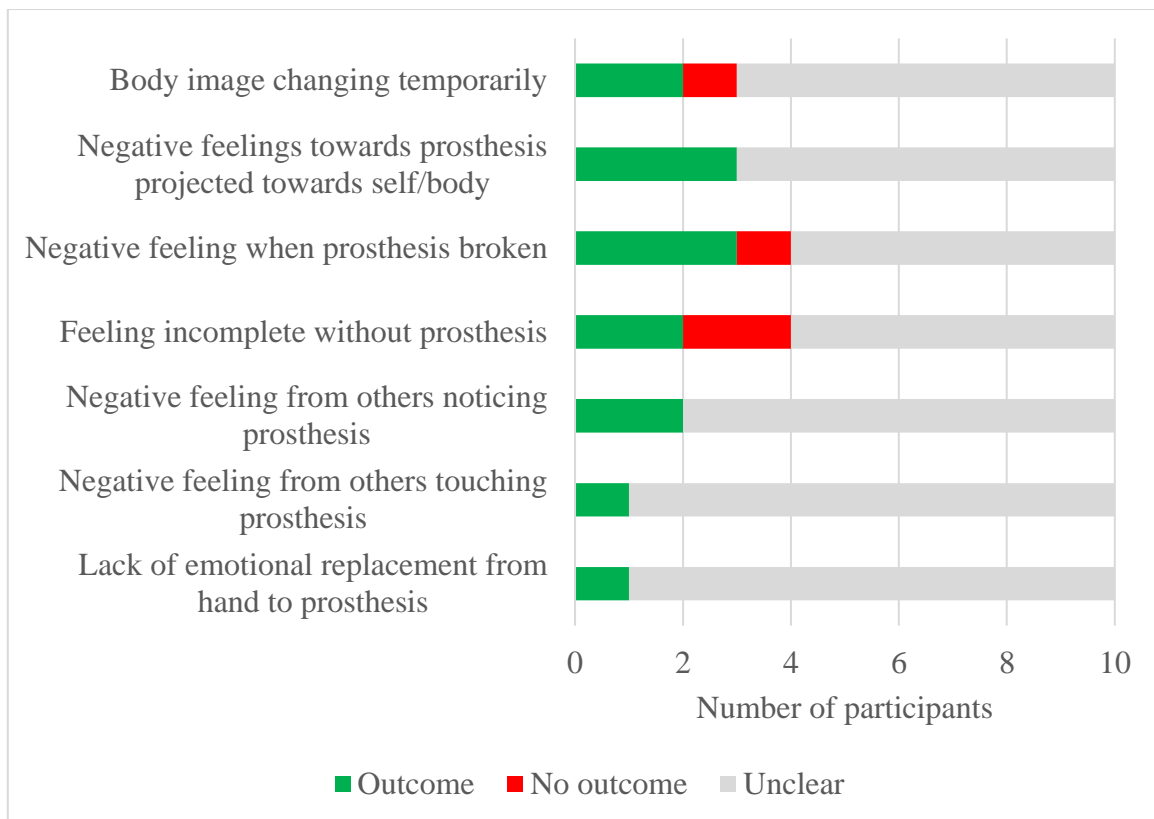 Body image changing temporarily
Negative feelings towards prosthesis
projected towards self/body
Negative feeling when prosthesis broken
Feeling incomplete without prosthesis
Negative feeling from others noticing
prosthesis
Negative feeling from others touching
prosthesis
Lack of emotional replacement from
hand to prosthesis
0 2 4 6 8 10
Number of participants
Outcome No outcome Unclear